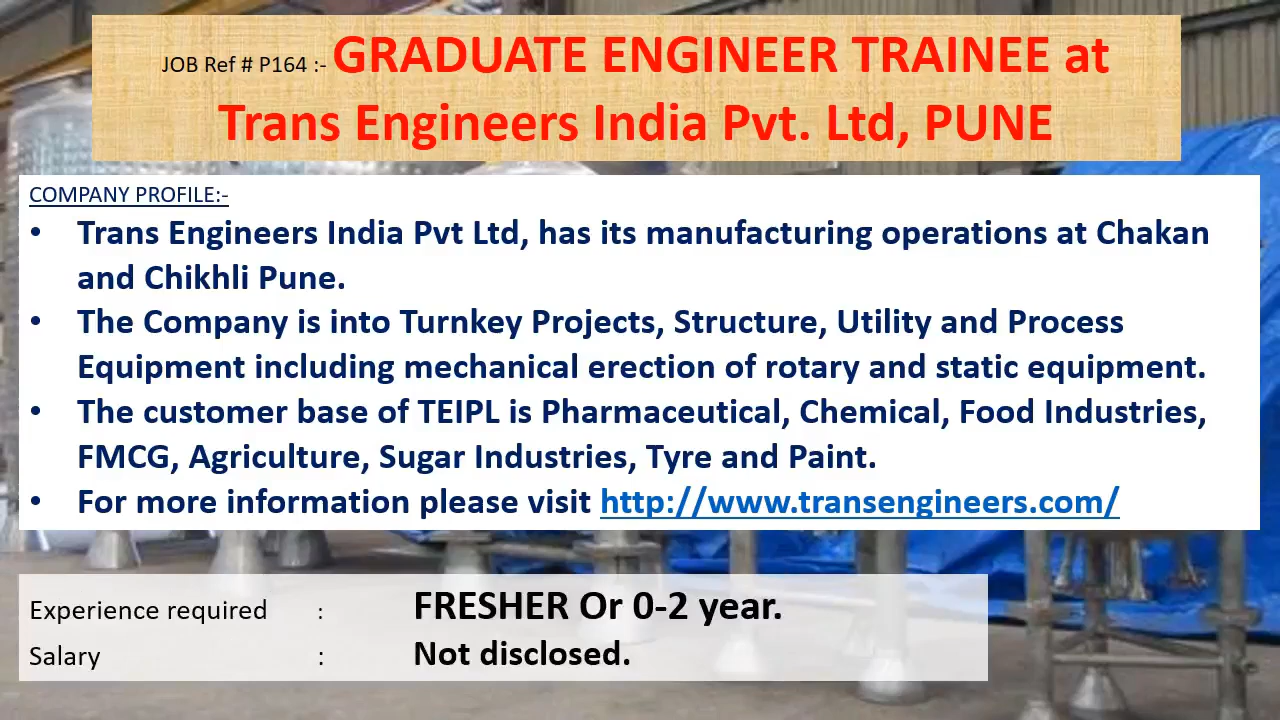 JOB Ref # P164 :- GRADUATE ENGINEER TRAINEE at
Trans Engineers India Pvt. Ltd, PUNE
COMPANY PROFILE:-
• Trans Engineers India Pvt Ltd, has its manufacturing operations at Chakan
and Chikhli Pune.
• The Company is into Turnkey Projects, Structure, Utility and Process
Equipment including mechanical erection of rotary and static equipment.
• The customer base of TEIPL is Pharmaceutical, Chemical, Food Industries,
FMCG, Agriculture, Sugar Industries, Tyre and Paint.
• For more information please visit http://www.transengineers.com/
Experience required : FRESHER Or 0-2 year.
Salary : Not disclosed.